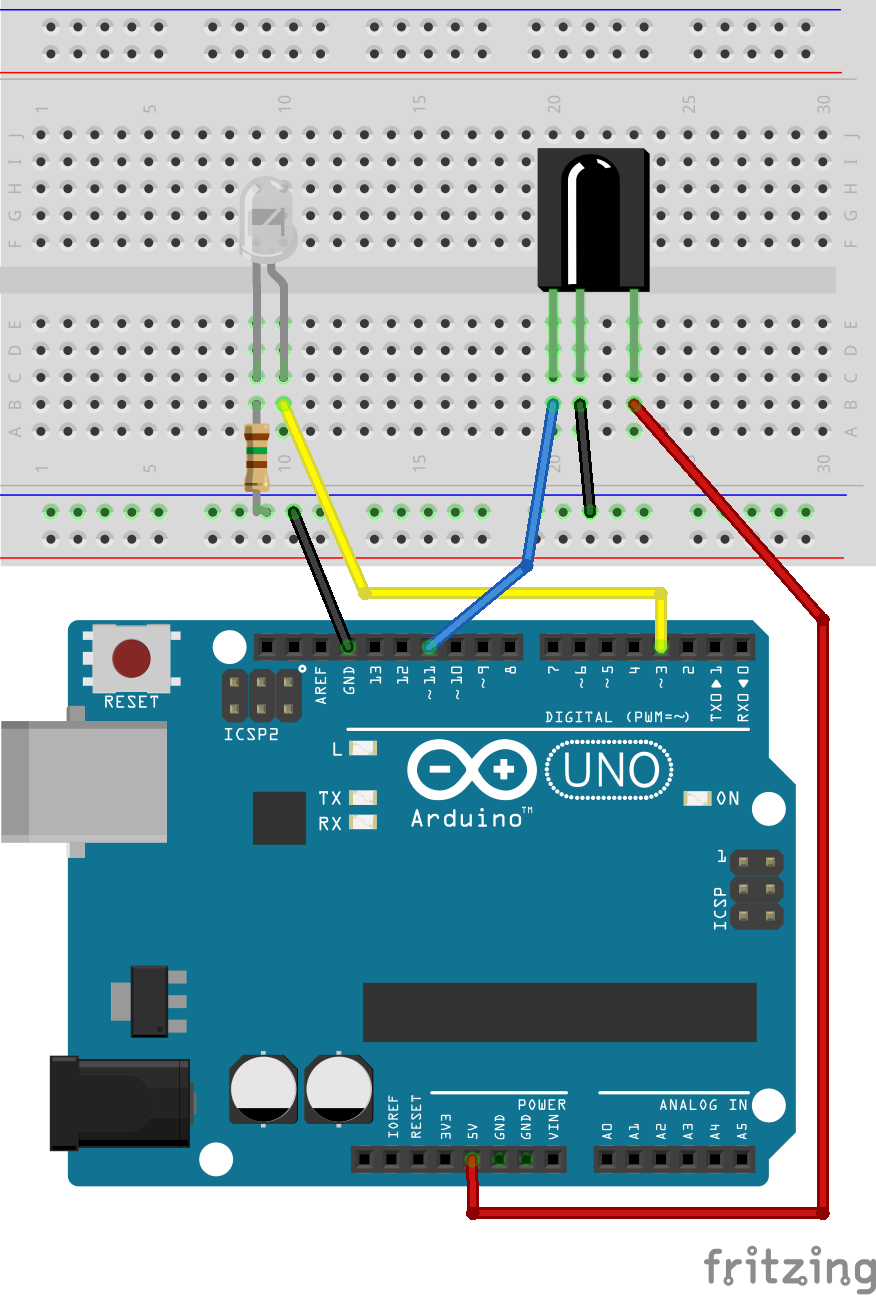 1 5 10 15 20 25 30
J J
I I
H H
G G
F F
E E
D D
C C
B B
A A
1 5 10 15 20 25 30
RESET
ICSP2
AREF
GND
13
12
~11
~10
~9
8
7
~6
~5
4
~3
2
TX0▶1
RX0◀0
DIGITAL (PWM=~)
L
TX
RX
UNO
Arduino™
ON
1
ICSP
IOREF
RESET
3V3
5V
GND
GND
VIN
POWER
A0
A1
A2
A3
A4
A5
ANALOG IN
fritzing